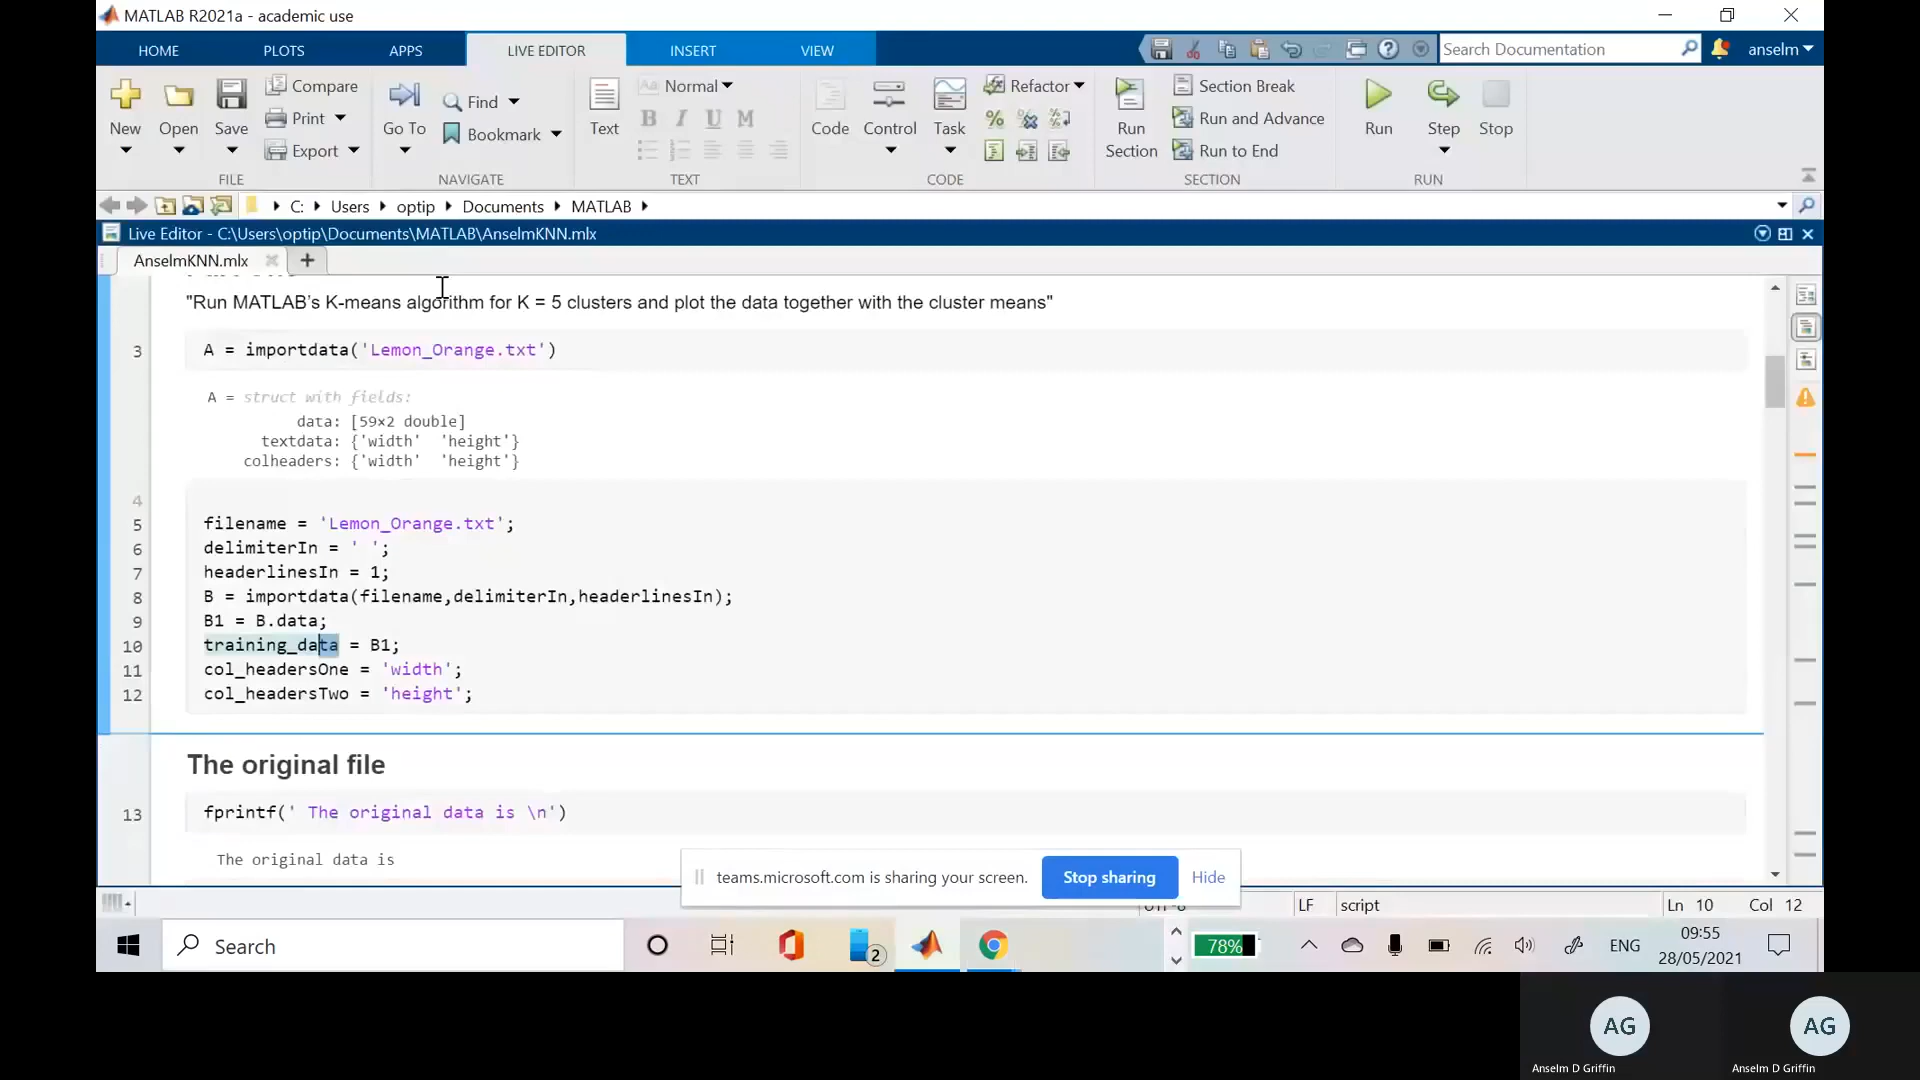 MATLAB R2021a - academic use
HOME PLOTS APPS LIVE EDITOR INSERT VIEW Search Documentation anselm
New Open Save Compare Print Export
Go To Find Bookmark
Text Normal B I U M
Code Control Task Refactor
Run Section Section Break Run and Advance Run to End
Run Step Stop
FILE NAVIGATE TEXT CODE SECTION RUN
C: Users optip Documents MATLAB
Live Editor - C:\Users\optip\Documents\MATLAB\AnselmKNN.mlx
AnselmKNN.mlx +
"Run MATLAB's K-means algorithm for K = 5 clusters and plot the data together with the cluster means"
3 A = importdata('Lemon_Orange.txt')
A = struct with fields:
data: [59×2 double]
textdata: {'width' 'height'}
colheaders: {'width' 'height'}
4
5 filename = 'Lemon_Orange.txt';
6 delimiterIn = ' ';
7 headerlinesIn = 1;
8 B = importdata(filename,delimiterIn,headerlinesIn);
9 B1 = B.data;
10 training_data = B1;
11 col_headersOne = 'width';
12 col_headersTwo = 'height';
The original file
13 fprintf(' The original data is \n')
The original data is
teams.microsoft.com is sharing your screen. Stop sharing Hide
LF script Ln 10 Col 12
Search 2 78% ENG 09:55
28/05/2021
AG AG
Anselm D Griffin Anselm D Griffin